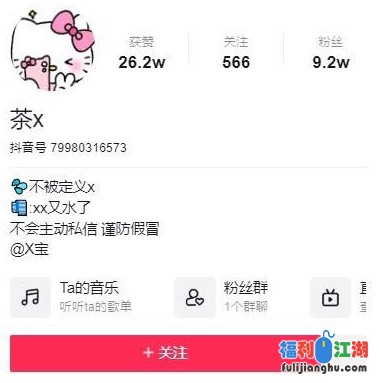 获赞 关注 粉丝
26.2w 566 9.2w
茶x
抖音号 79980316573
不被定义x
:xx又水了
不会主动私信 谨防假冒
@X宝
Ta的音乐 粉丝群
听听ta的歌单 1个群聊
+ 关注
福利江湖
fulijianghu.com